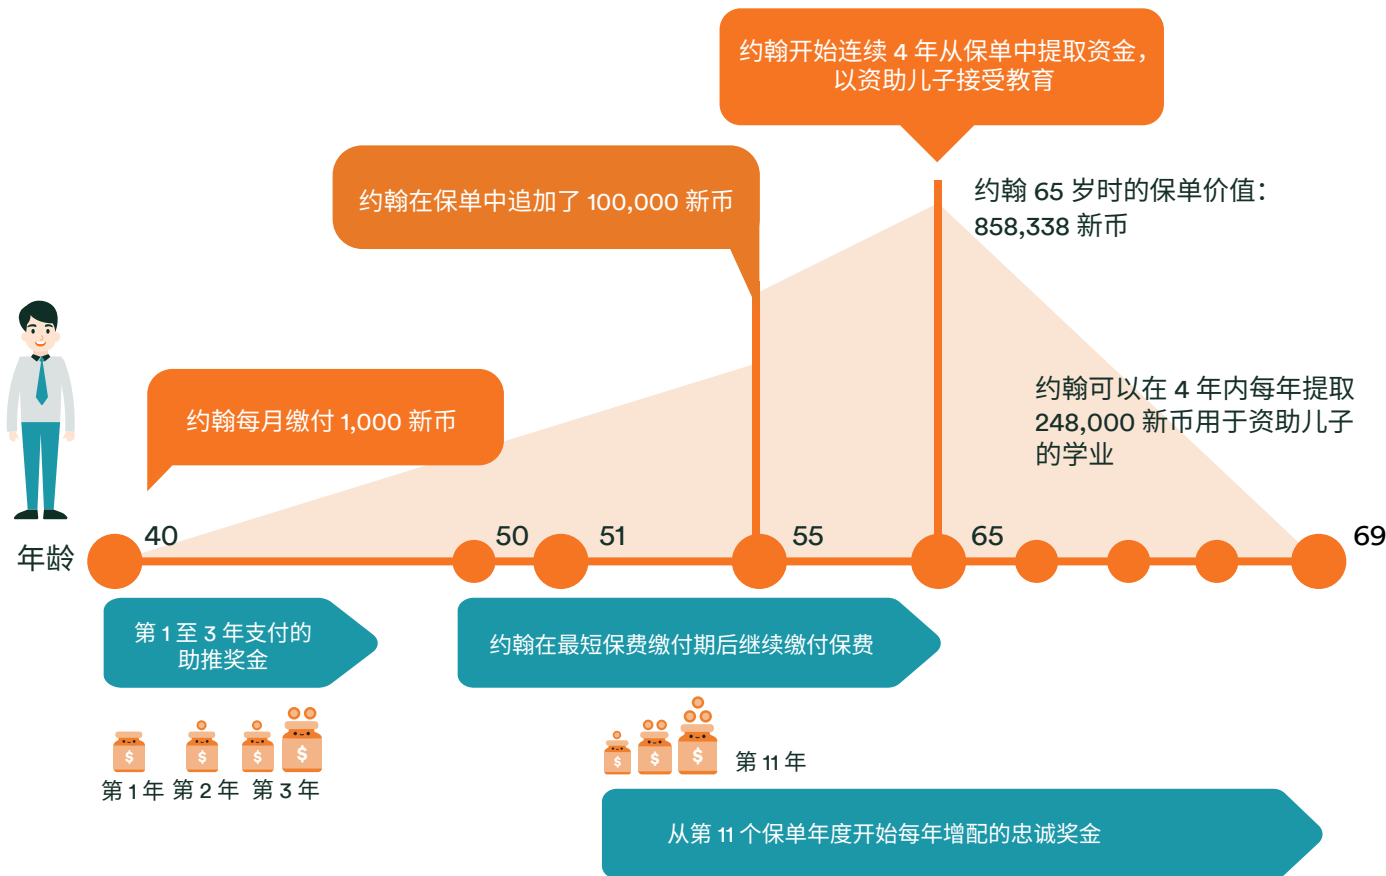 约翰开始连续 4 年从保单中提取资金，
以资助儿子接受教育
约翰在保单中追加了 100,000 新币
约翰 65 岁时的保单价值：
858,338 新币
约翰每月缴付 1,000 新币
约翰可以在 4 年内每年提取
248,000 新币用于资助儿子
的学业
年龄
40
50
51
55
65
69
第 1 至 3 年支付的
助推奖金
约翰在最短保费缴付期后继续缴付保费
$
$
$
$
第 1 年
第 2 年
第 3 年
$
$
$
第 11 年
从第 11 个保单年度开始每年增配的忠诚奖金